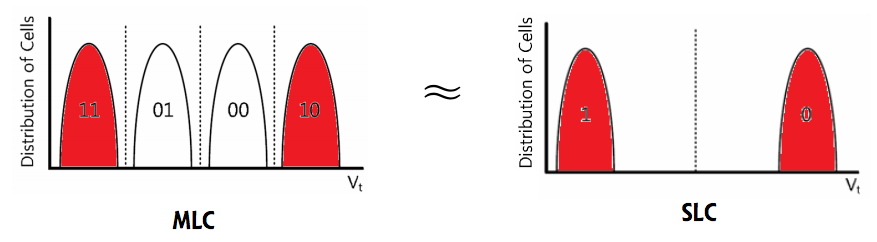 Distribution of Cells
11
01
00
10
Vt
MLC
≈
Distribution of Cells
1
0
Vt
SLC